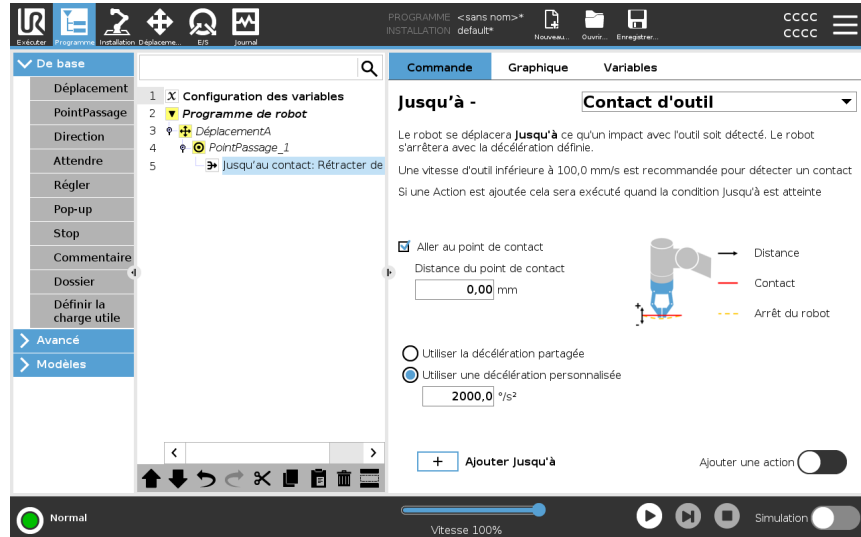 UR
PROGRAMME <sans nom>*
INSTALLATION default*
CCCC
CCCC
Exécuter
Programme
Installation
Déplaceme...
E/S
Journal
Nouveau...
Ouvrir...
Enregistrer...
De base
Déplacement
PointPassage
Direction
Attendre
Régler
Pop-up
Stop
Commentaire
Dossier
Définir la
charge utile
Avancé
Modèles
1 X Configuration des variables
2 Programme de robot
3 DéplacementA
4 PointPassage_1
5 Jusqu'au contact: Rétracter de
Commande
Graphique
Variables
Jusqu'à -
Contact d'outil
Le robot se déplacera Jusqu'à ce qu'un impact avec l'outil soit détecté. Le robot
s'arrêtera avec la décélération définie.
Une vitesse d'outil inférieure à 100,0 mm/s est recommandée pour détecter un contact
Si une Action est ajoutée cela sera exécuté quand la condition Jusqu'à est atteinte
Aller au point de contact
Distance du point de contact
0,00 mm
Distance
Contact
Arrêt du robot
+
-
Utiliser la décélération partagée
Utiliser une décélération personnalisée
2000,0 °/s²
+ Ajouter Jusqu'à
Ajouter une action
Normal
Vitesse 100%
Simulation